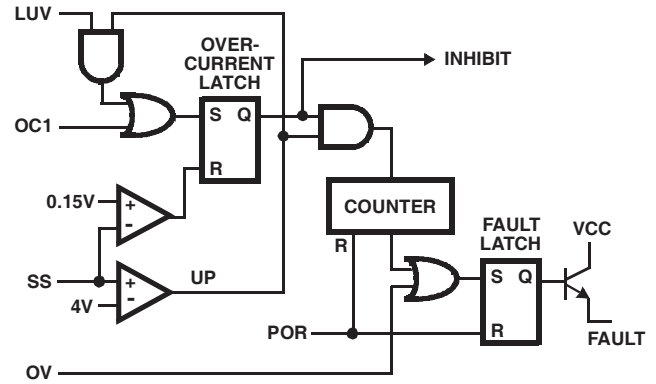 LUV
OVER-
CURRENT
LATCH
INHIBIT
S Q
OC1
R
0.15V
+
-
COUNTER
R
FAULT
LATCH
VCC
SS
+
-
4V
UP
S Q
POR
R
FAULT
OV